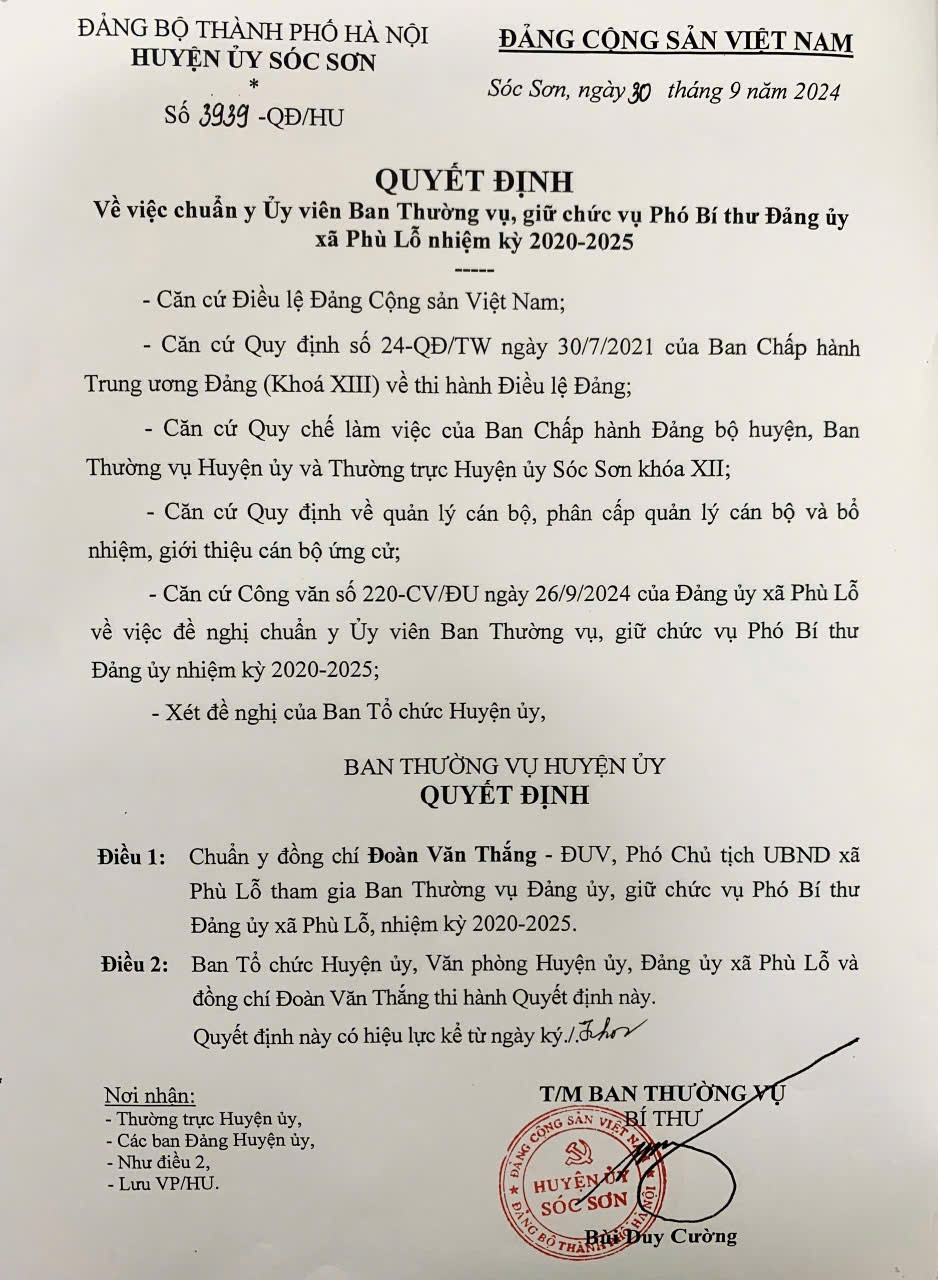 ĐẢNG BỘ THÀNH PHỐ HÀ NỘI
HUYỆN ỦY SÓC SƠN
*
Số 3939 -QĐ/HU
ĐẢNG CỘNG SẢN VIỆT NAM
Sóc Sơn, ngày 30 tháng 9 năm 2024
QUYẾT ĐỊNH
Về việc chuẩn y Ủy viên Ban Thường vụ, giữ chức vụ Phó Bí thư Đảng ủy
xã Phù Lỗ nhiệm kỳ 2020-2025
-----
- Căn cứ Điều lệ Đảng Cộng sản Việt Nam;
- Căn cứ Quy định số 24-QĐ/TW ngày 30/7/2021 của Ban Chấp hành
Trung ương Đảng (Khoá XIII) về thi hành Điều lệ Đảng;
- Căn cứ Quy chế làm việc của Ban Chấp hành Đảng bộ huyện, Ban
Thường vụ Huyện ủy và Thường trực Huyện ủy Sóc Sơn khóa XII;
- Căn cứ Quy định về quản lý cán bộ, phân cấp quản lý cán bộ và bổ
nhiệm, giới thiệu cán bộ ứng cử;
- Căn cứ Công văn số 220-CV/ĐU ngày 26/9/2024 của Đảng ủy xã Phù Lỗ
về việc đề nghị chuẩn y Ủy viên Ban Thường vụ, giữ chức vụ Phó Bí thư
Đảng ủy nhiệm kỳ 2020-2025;
- Xét đề nghị của Ban Tổ chức Huyện ủy,
BAN THƯỜNG VỤ HUYỆN ỦY
QUYẾT ĐỊNH
Điều 1: Chuẩn y đồng chí Đoàn Văn Thắng - ĐUV, Phó Chủ tịch UBND xã
Phù Lỗ tham gia Ban Thường vụ Đảng ủy, giữ chức vụ Phó Bí thư
Đảng ủy xã Phù Lỗ, nhiệm kỳ 2020-2025.
Điều 2: Ban Tổ chức Huyện ủy, Văn phòng Huyện ủy, Đảng ủy xã Phù Lỗ và
đồng chí Đoàn Văn Thắng thi hành Quyết định này.
Quyết định này có hiệu lực kể từ ngày ký./.
Nơi nhận:
- Thường trực Huyện ủy,
- Các ban Đảng Huyện ủy,
- Như điều 2,
- Lưu VP/HU.
T/M BAN THƯỜNG VỤ
BÍ THƯ
ĐẢNG CỘNG SẢN VIỆT NAM
HUYỆN ỦY
SÓC SƠN
ĐẢNG BỘ THÀNH PHỐ HÀ NỘI
Bùi Duy Cường